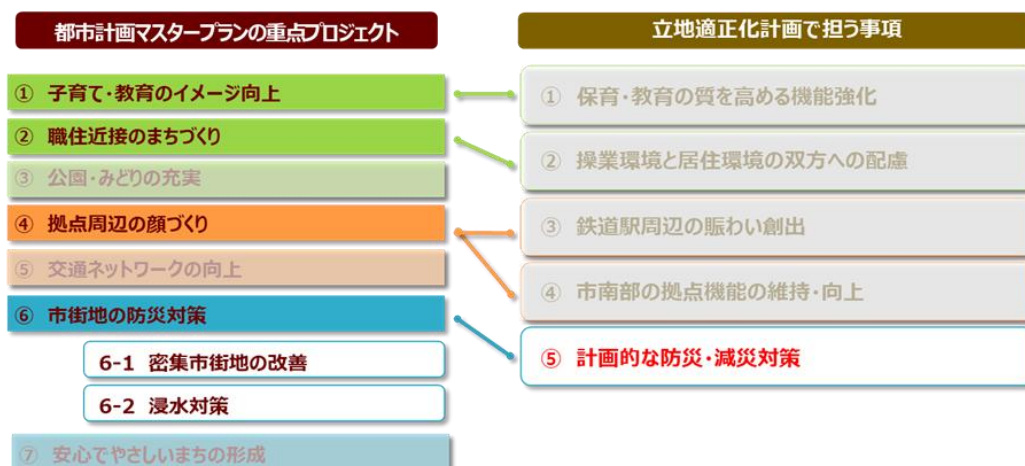 都市計画マスタープランの重点プロジェクト
① 子育て・教育のイメージ向上
② 職住近接のまちづくり
③ 公園・みどりの充実
④ 拠点周辺の顔づくり
⑤ 交通ネットワークの向上
⑥ 市街地の防災対策
6-1 密集市街地の改善
6-2 浸水対策
⑦ 安心でやさしいまちの形成
立地適正化計画で担う事項
① 保育・教育の質を高める機能強化
② 操業環境と居住環境の双方への配慮
③ 鉄道駅周辺の賑わい創出
④ 市南部の拠点機能の維持・向上
⑤ 計画的な防災・減災対策